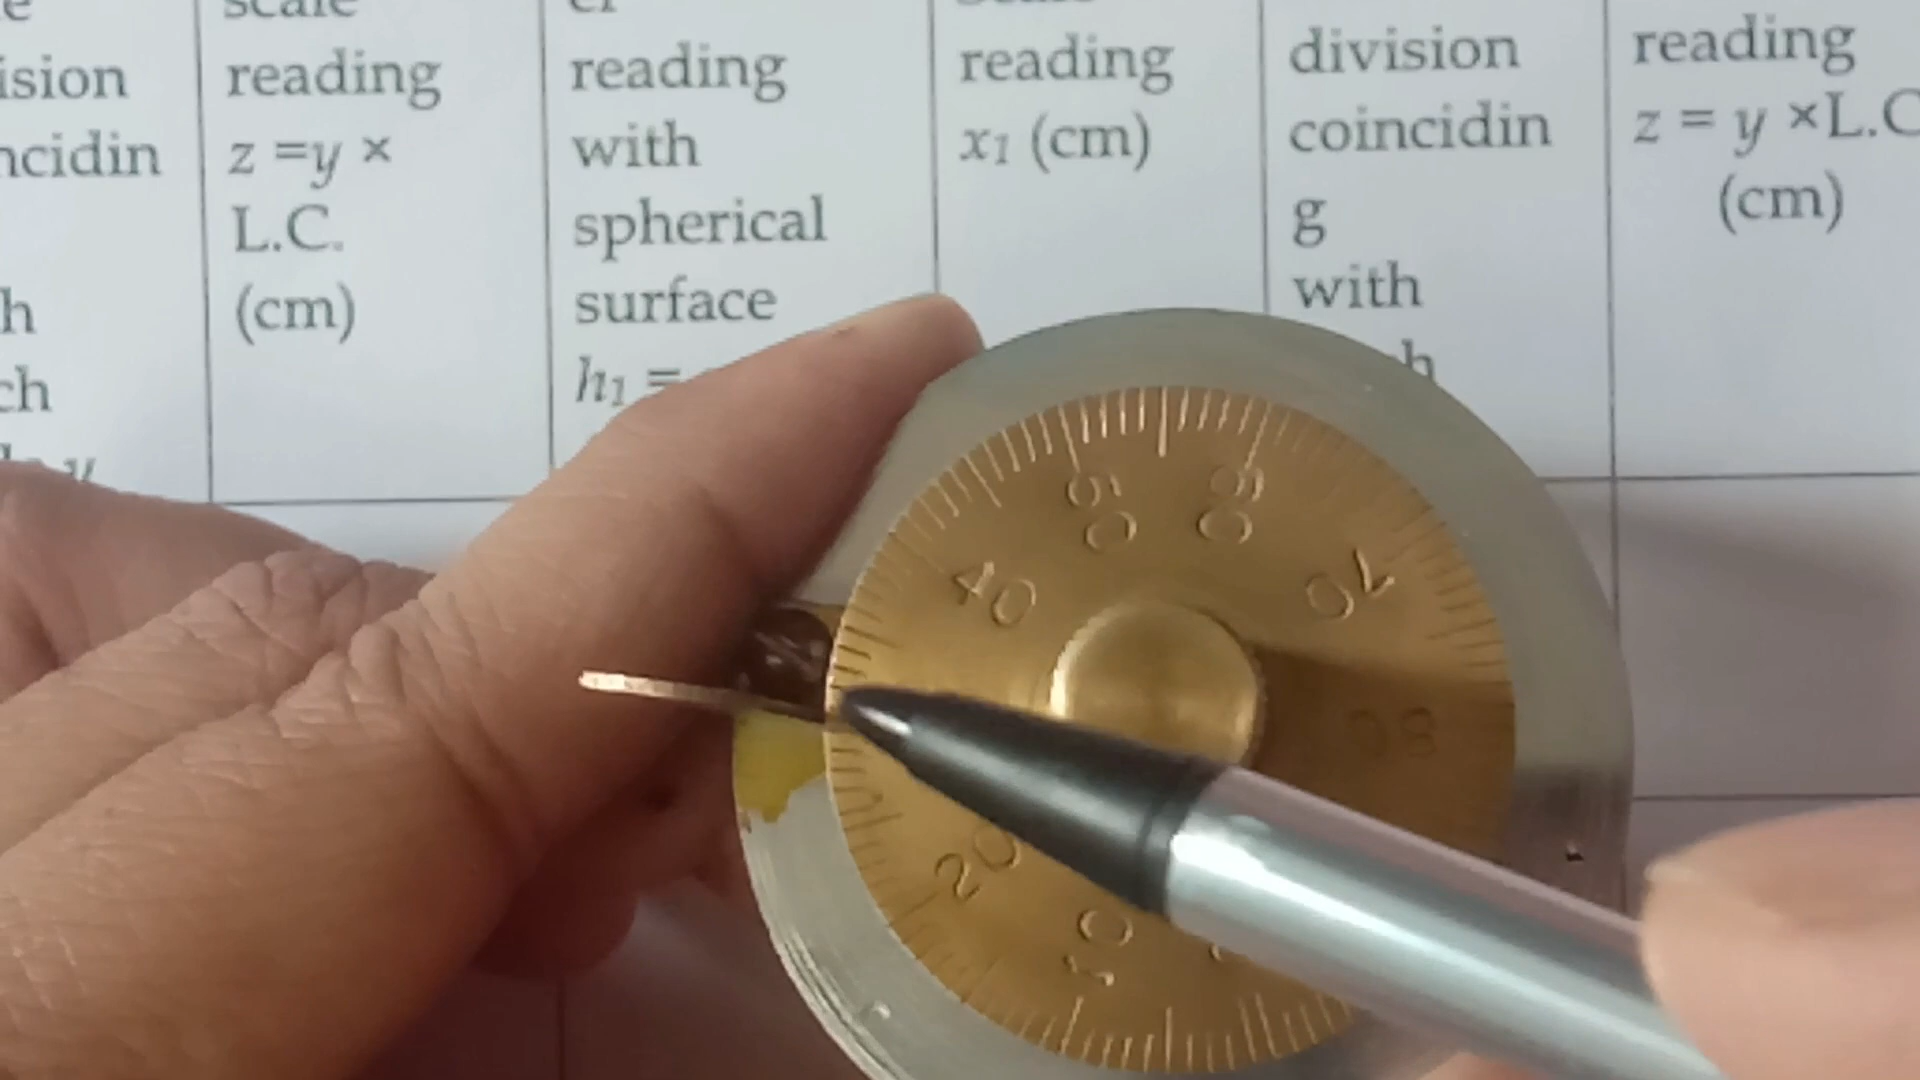 scale
reading
z =y ×
L.C.
(cm)
reading
with
spherical
surface
h₁ =
reading
x₁ (cm)
division
coincidin
g
with
h
reading
z = y ×L.C
(cm)
ision
ncidin
h
ch
y
50
60
40
70
80
20
10